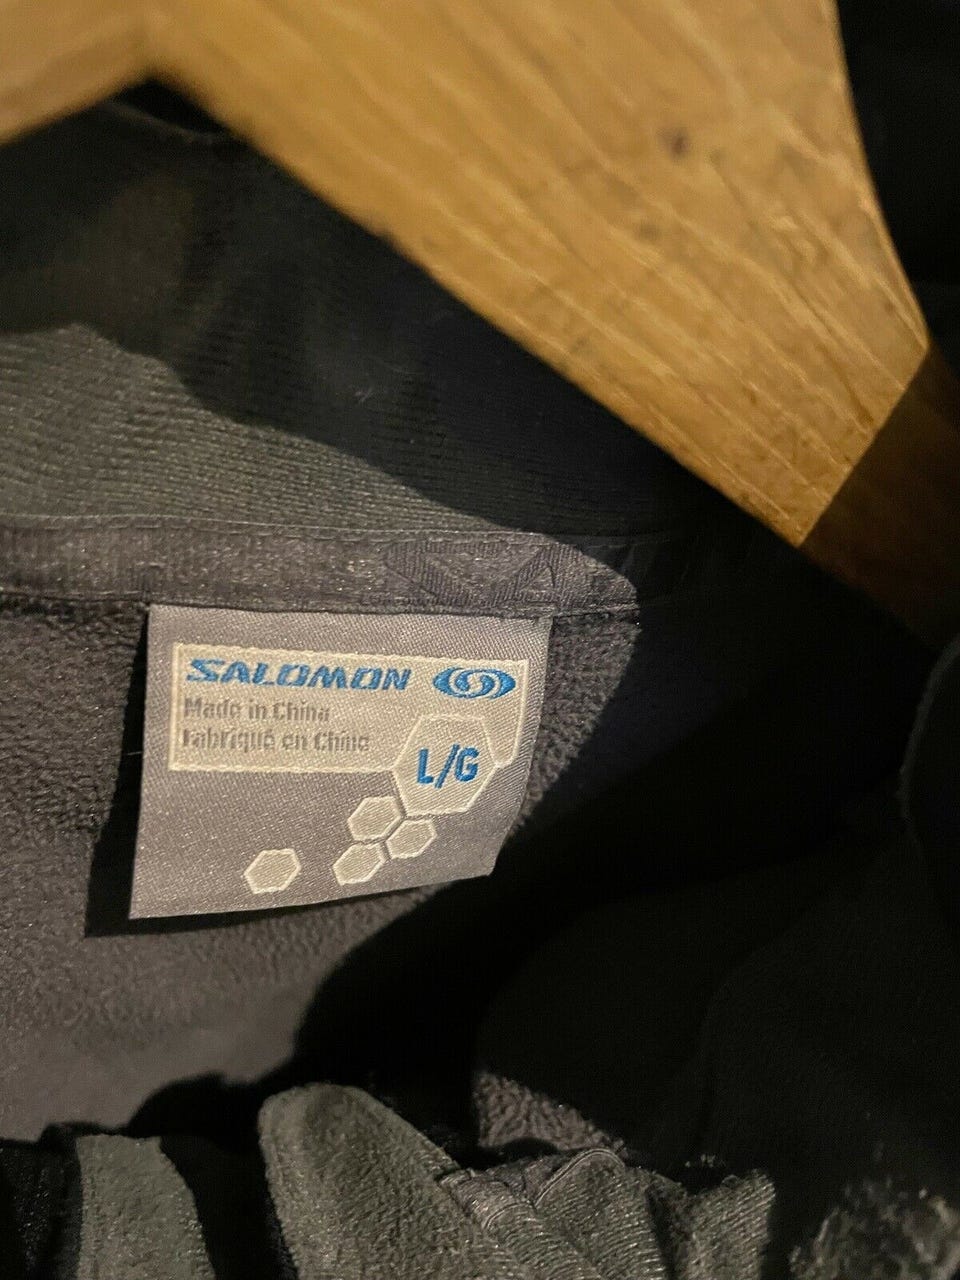 SALOMON
Made in China
Fabriqué en Chine
L/G